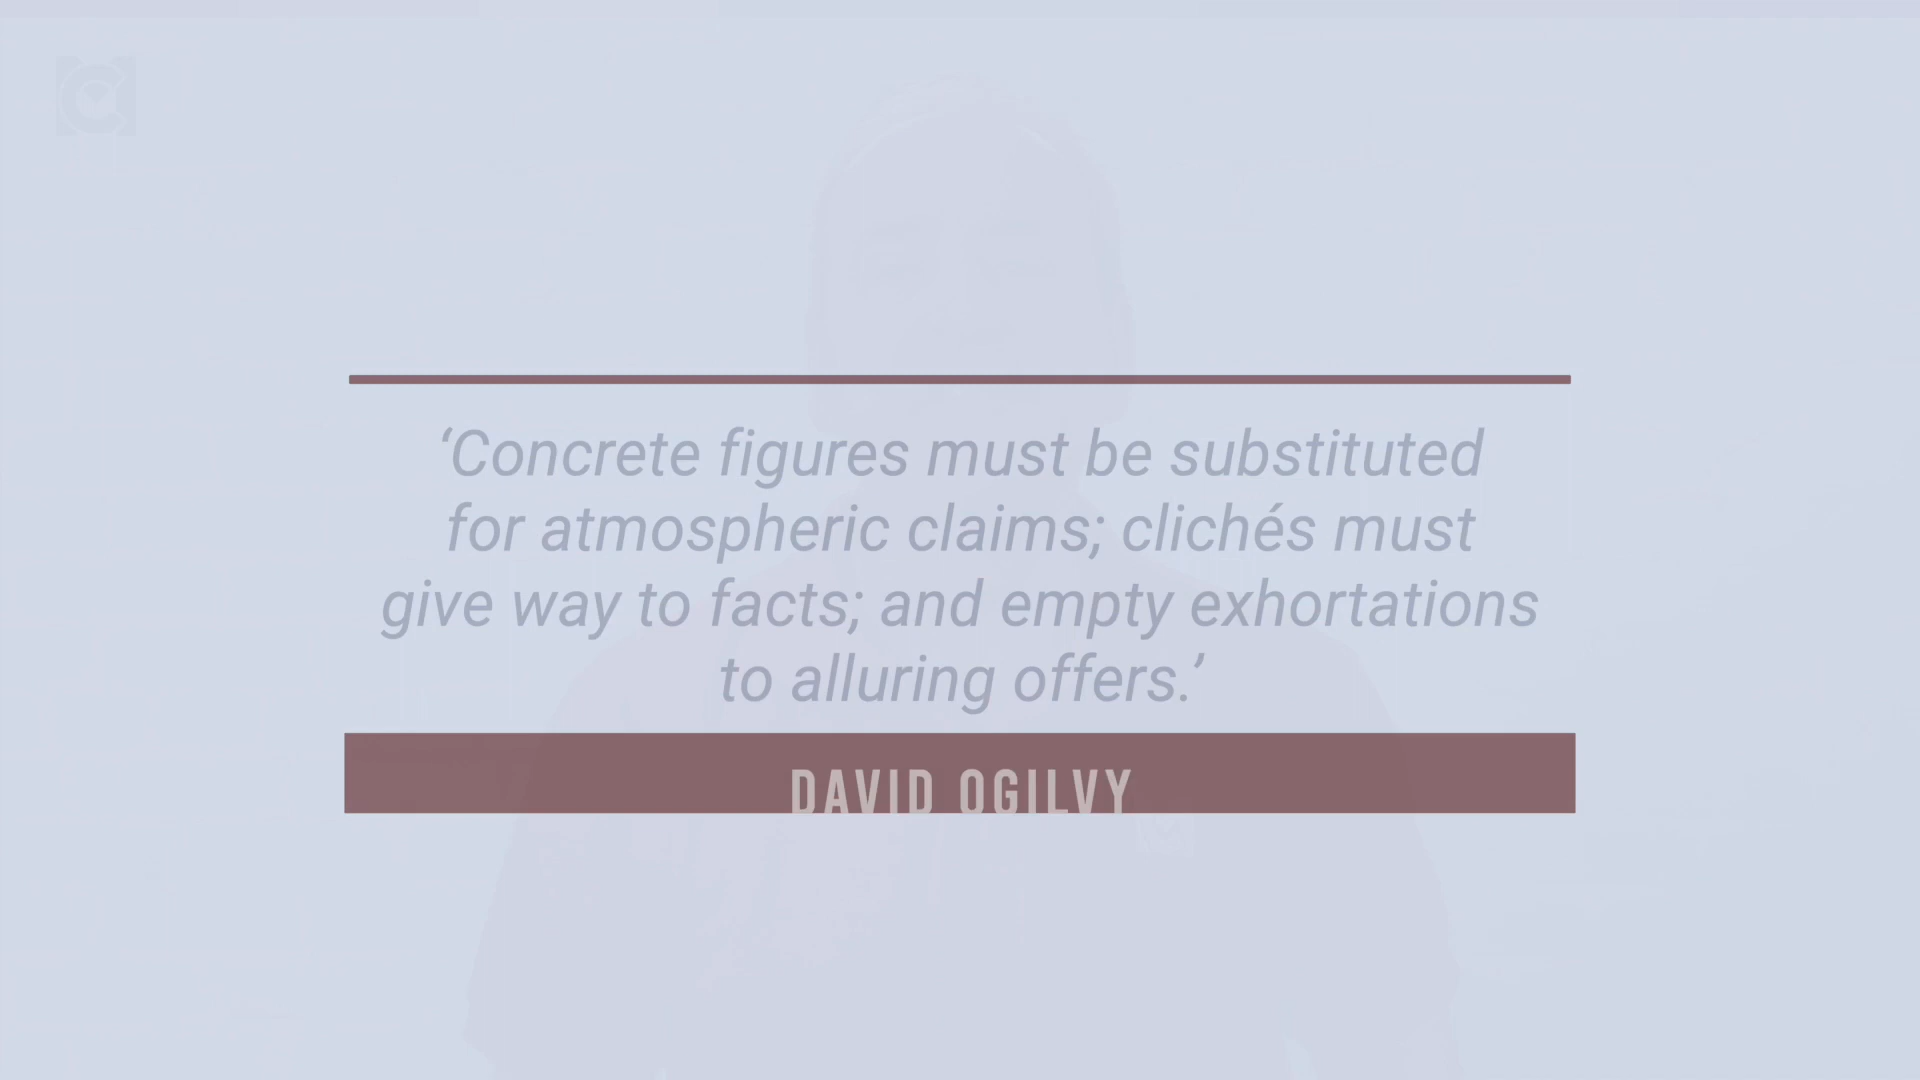 ‘Concrete figures must be substituted
for atmospheric claims; clichés must
give way to facts; and empty exhortations
to alluring offers.’
DAVID OGILVY